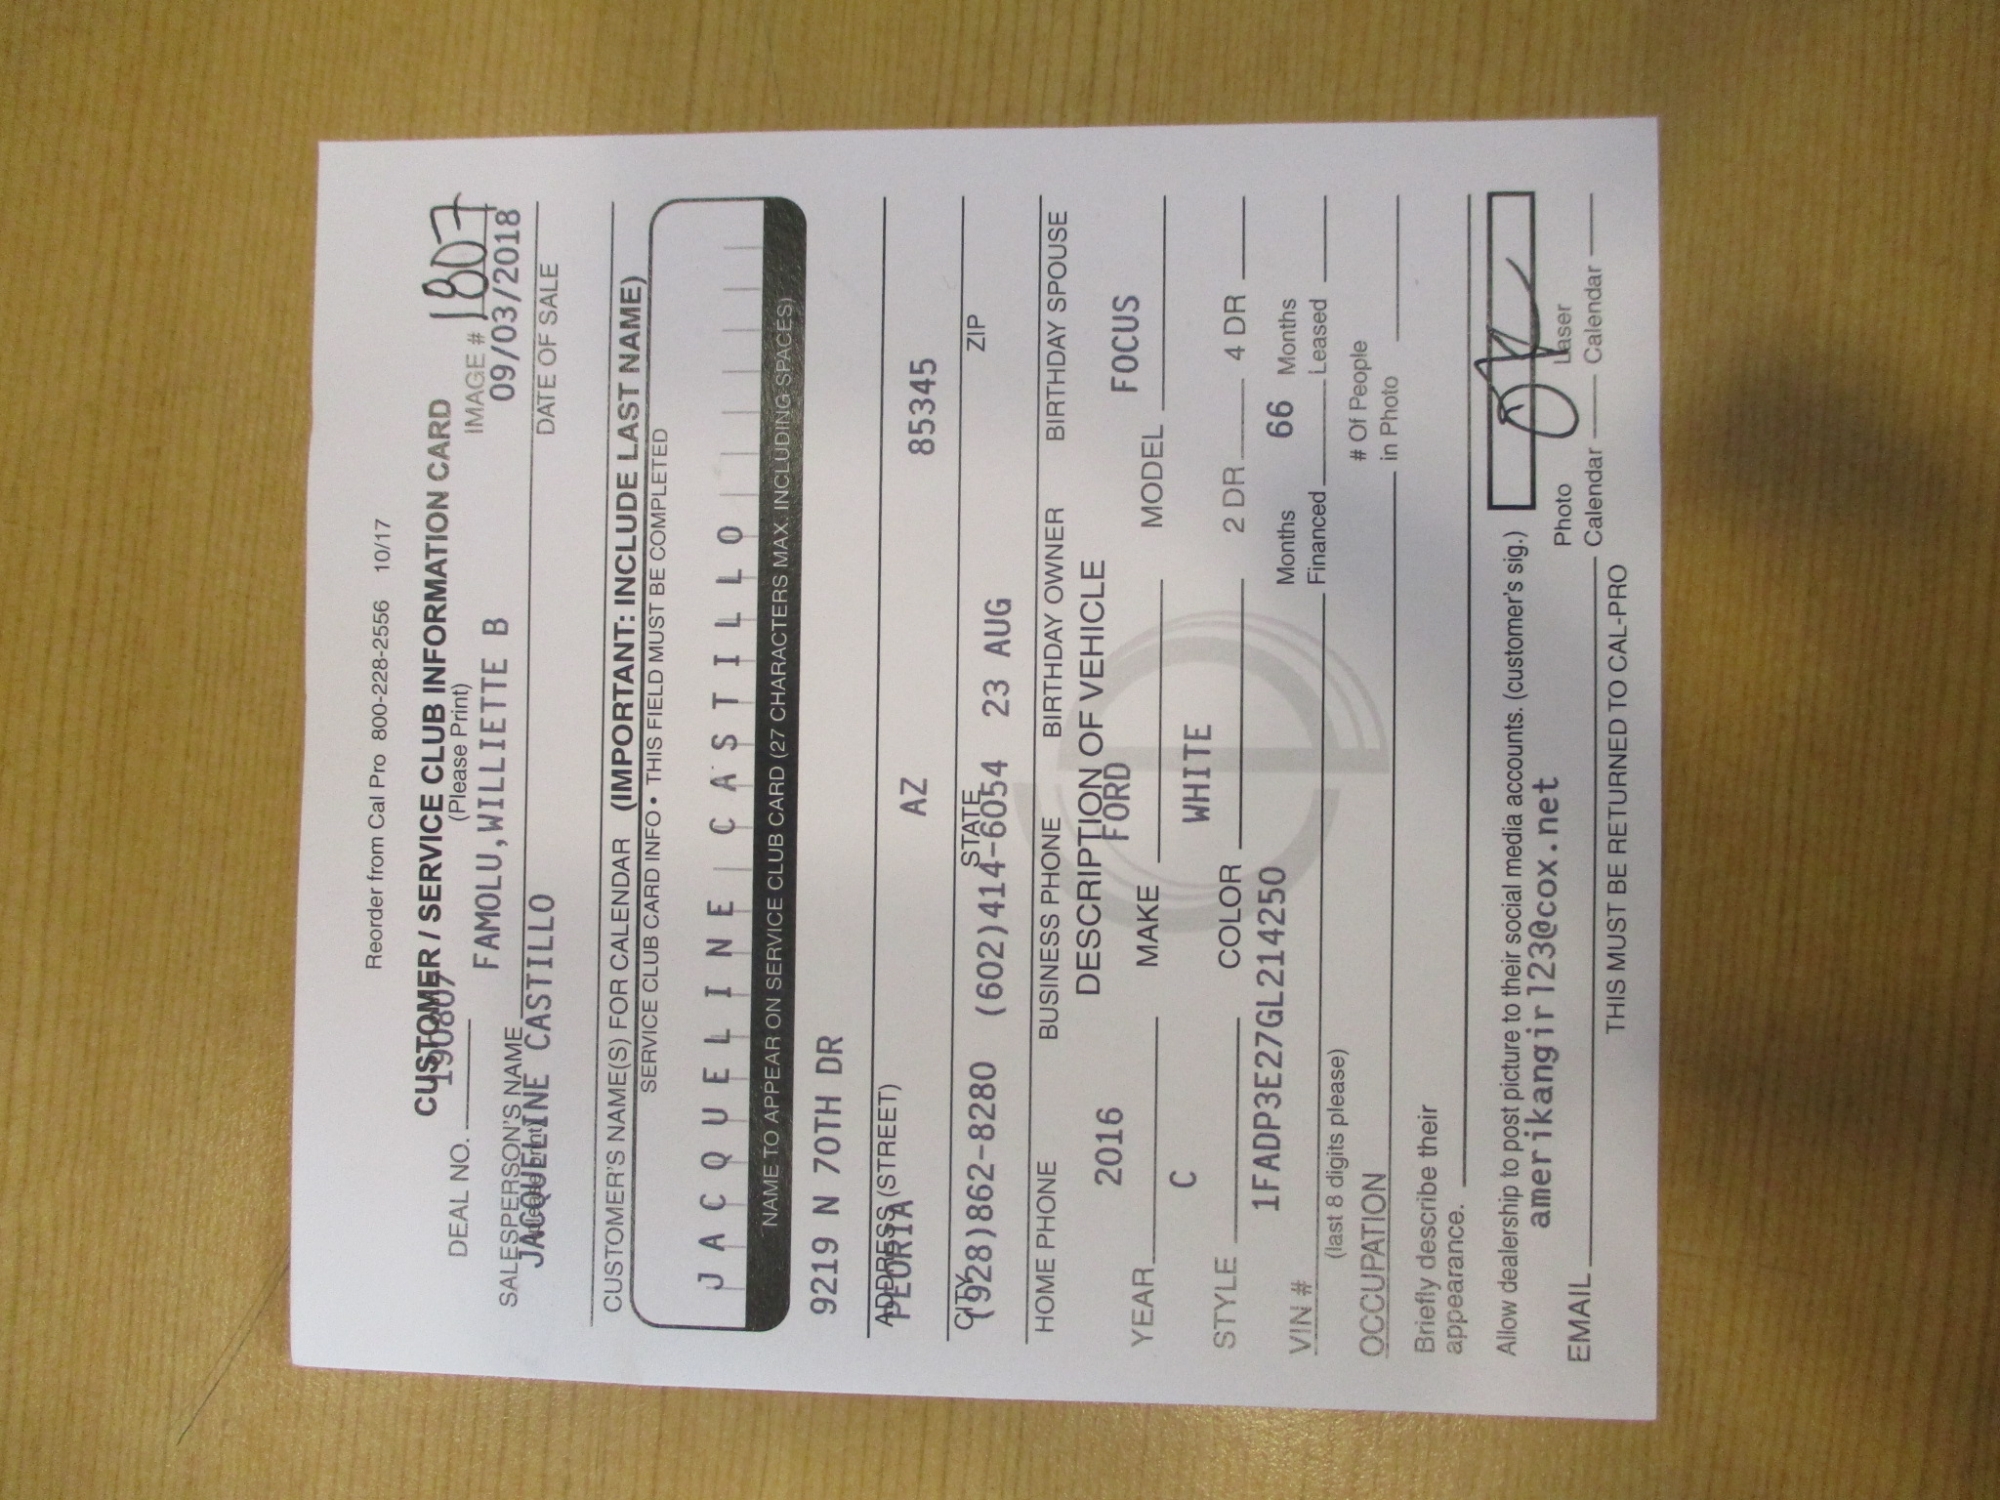 Reorder from Cal Pro 800-228-2556 10/17
CUSTOMER / SERVICE CLUB INFORMATION CARD
(Please Print)
DEAL NO. 190807 IMAGE # 1807
FAMOLU,WILLIETTE B 09/03/2018
SALESPERSON'S NAME DATE OF SALE
JACQUELINE CASTILLO
CUSTOMER'S NAME(S) FOR CALENDAR (IMPORTANT: INCLUDE LAST NAME)
SERVICE CLUB CARD INFO • THIS FIELD MUST BE COMPLETED
JACQUELINE CASTILLO
NAME TO APPEAR ON SERVICE CLUB CARD (27 CHARACTERS MAX. INCLUDING SPACES)
9219 N 70TH DR
ADDRESS (STREET)
PEORIA AZ 85345
CITY STATE ZIP
(928)862-8280 (602)414-6054 23 AUG
HOME PHONE BUSINESS PHONE BIRTHDAY OWNER BIRTHDAY SPOUSE
DESCRIPTION OF VEHICLE
2016 FORD FOCUS
YEAR MAKE MODEL
C WHITE
STYLE COLOR 2 DR. 4 DR
1FADP3E27GL214250 Months 66 Months
VIN # Financed Leased
(last 8 digits please)
OCCUPATION # Of People in Photo
Briefly describe their
appearance.
Allow dealership to post picture to their social media accounts. (customer's sig.)
amerikangirl23@cox.net Photo Laser
EMAIL Calendar Calendar
THIS MUST BE RETURNED TO CAL-PRO